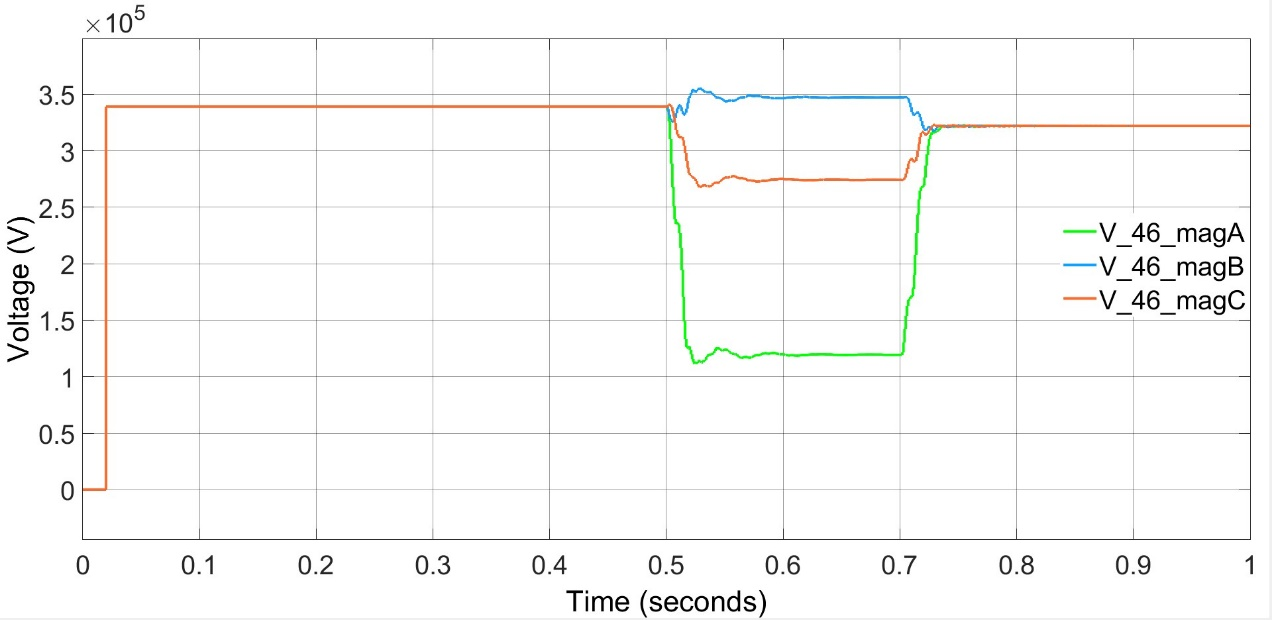 ×10⁵
3.5
3
2.5
2
1.5
1
0.5
0
Voltage (V)
V_46_magA
V_46_magB
V_46_magC
0 0.1 0.2 0.3 0.4 0.5 0.6 0.7 0.8 0.9 1
Time (seconds)